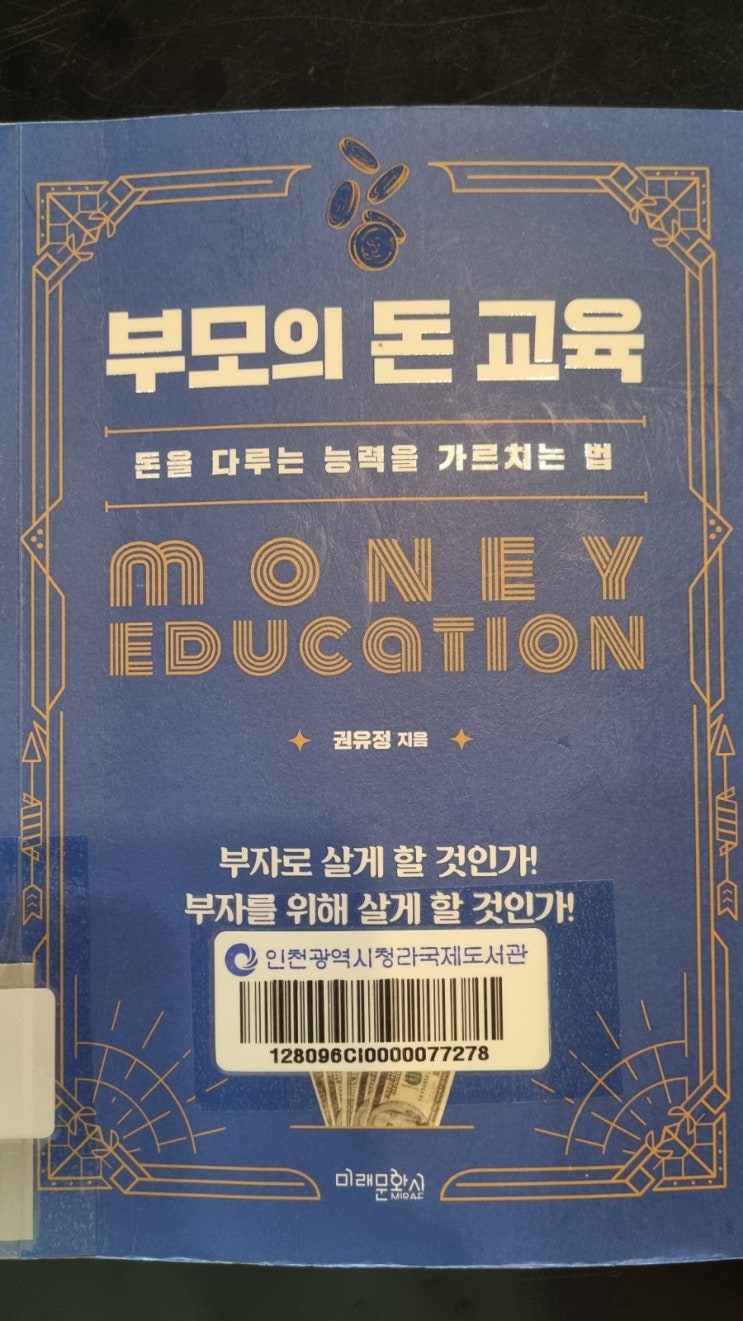 부모의 돈 교육
돈을 다루는 능력을 가르치는 법
MONEY
EDUCATION
권유정 지음
부자로 살게 할 것인가!
부자를 위해 살게 할 것인가!
인천광역시청라국제도서관
128096CI0000077278
미래문화사
MIRAE